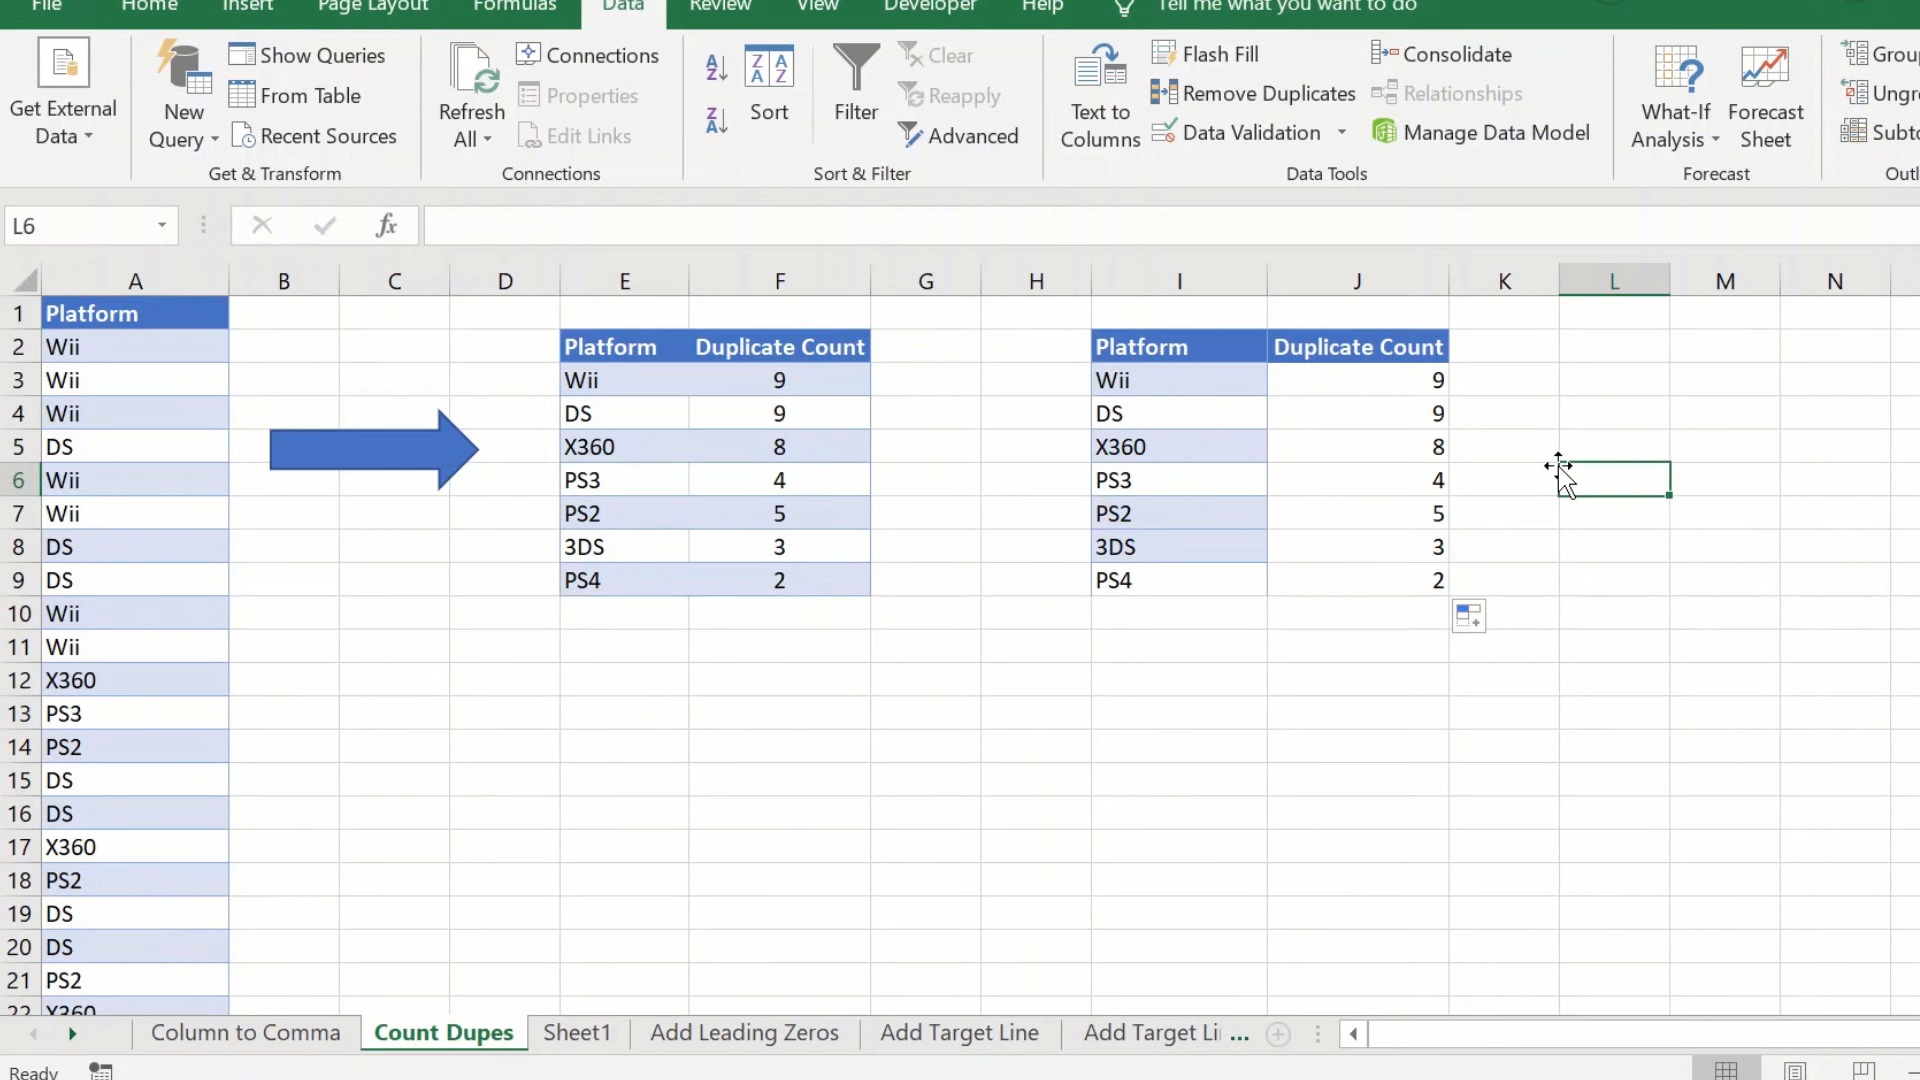 File Home Insert Page Layout Formulas Data Review View Developer Help Tell me what you want to do
Get External Data
New Query
Show Queries
From Table
Recent Sources
Get & Transform
Refresh All
Connections
Properties
Edit Links
Connections
Sort
Filter
Clear
Reapply
Advanced
Sort & Filter
Text to Columns
Flash Fill
Remove Duplicates
Data Validation
Consolidate
Relationships
Manage Data Model
Data Tools
What-If Analysis
Forecast Sheet
Forecast
L6 fx
A B C D E F G H I J K L M N
1 Platform
2 Wii Platform Duplicate Count Platform Duplicate Count
3 Wii Wii 9 Wii 9
4 Wii DS 9 DS 9
5 DS X360 8 X360 8
6 Wii PS3 4 PS3 4
7 Wii PS2 5 PS2 5
8 DS 3DS 3 3DS 3
9 DS PS4 2 PS4 2
10 Wii
11 Wii
12 X360
13 PS3
14 PS2
15 DS
16 DS
17 X360
18 PS2
19 DS
20 DS
21 PS2
22 X360
Column to Comma Count Dupes Sheet1 Add Leading Zeros Add Target Line Add Target Li ...
Ready